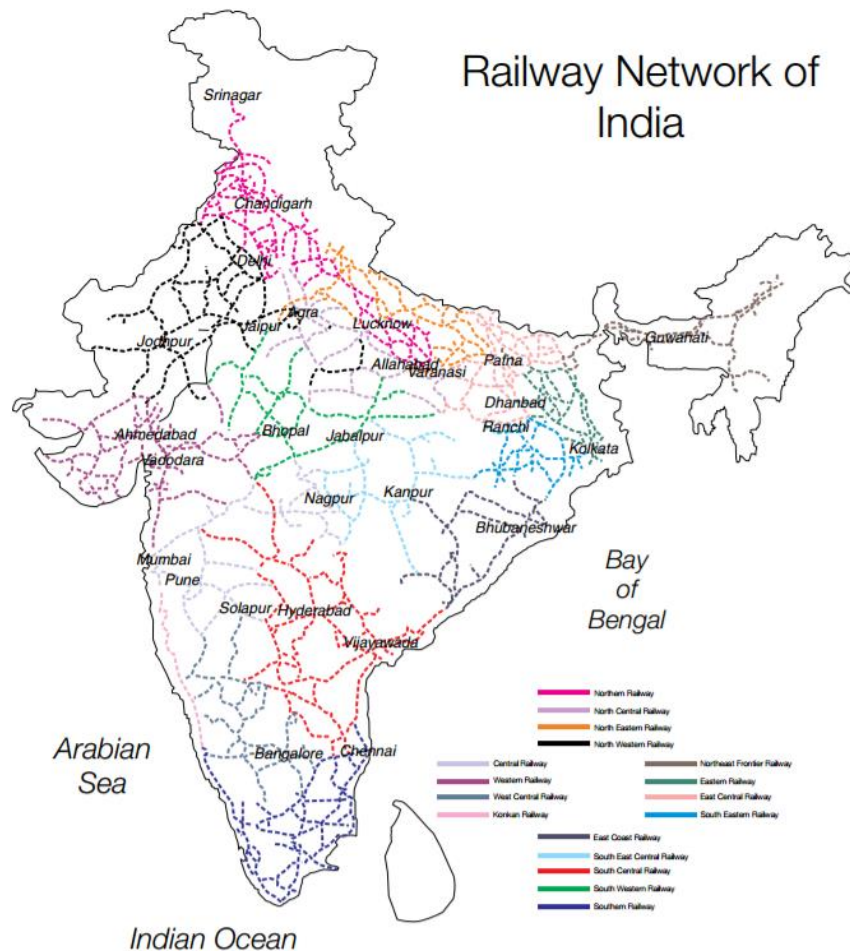 Railway Network of
India
Srinagar
Chandigarh
Delhi
Agra
Jaipur
Jodhpur
Lucknow
Guwahati
Allahabad
Patna
Varanasi
Dhanbad
Ahmedabad
Bhopal
Jabalpur
Ranchi
Kolkata
Vadodara
Nagpur
Kanpur
Bhubaneshwar
Mumbai
Pune
Bay
of
Bengal
Solapur
Hyderabad
Vijayawada
Arabian
Sea
Bangalore
Chennai
Indian Ocean
Northern Railway
North Central Railway
North Eastern Railway
North Western Railway
Central Railway
Western Railway
West Central Railway
Konkan Railway
Northeast Frontier Railway
Eastern Railway
East Central Railway
South Eastern Railway
East Coast Railway
South East Central Railway
South Central Railway
South Western Railway
Southern Railway